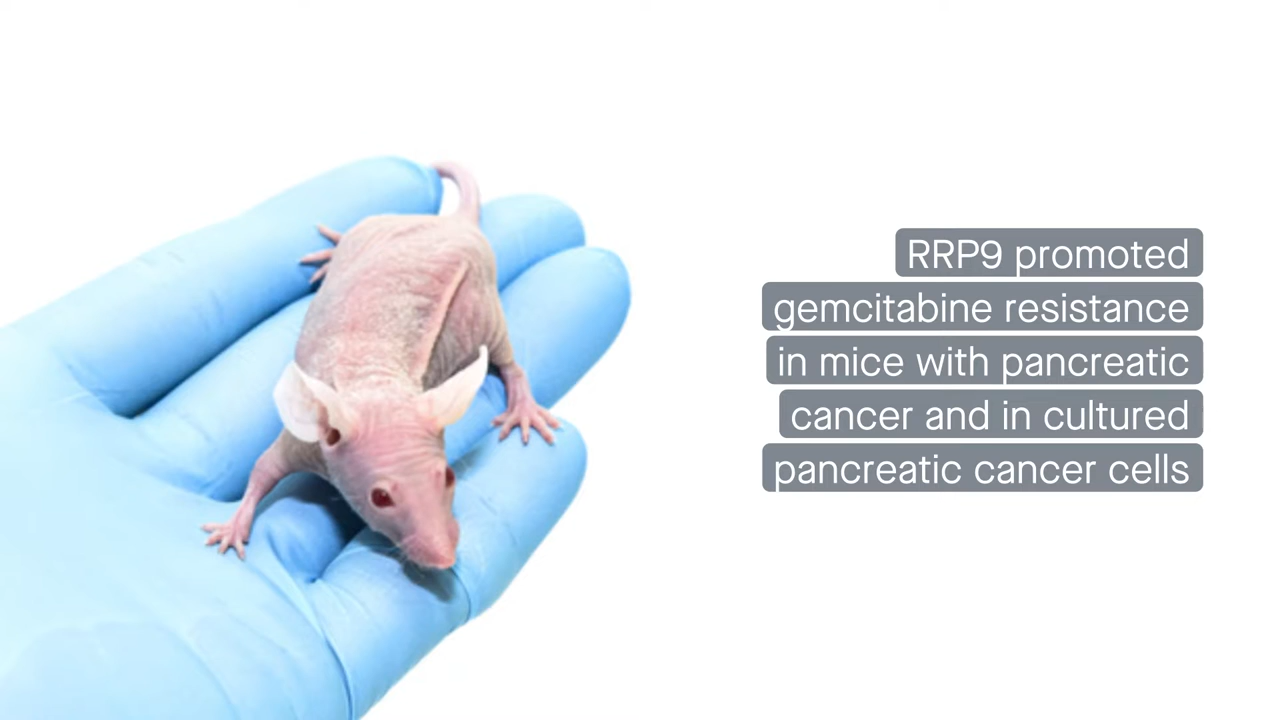 RRP9 promoted
gemcitabine resistance
in mice with pancreatic
cancer and in cultured
pancreatic cancer cells